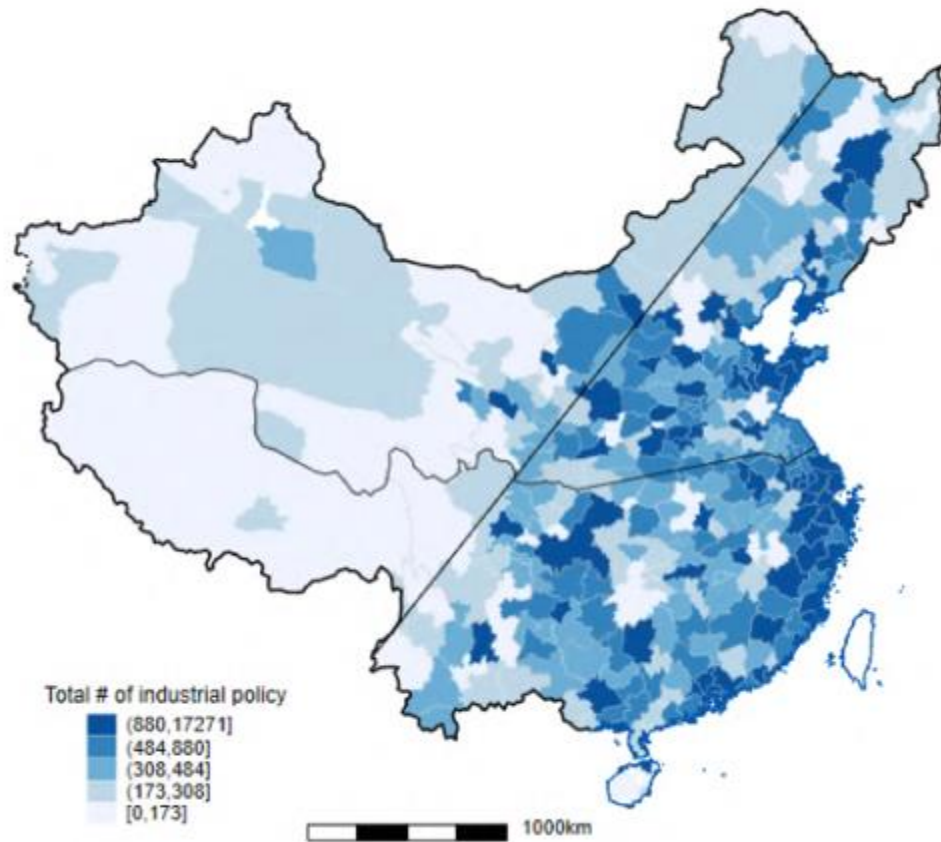 Total # of industrial policy
(880,17271]
(484,880]
(308,484]
(173,308]
[0,173]
1000km